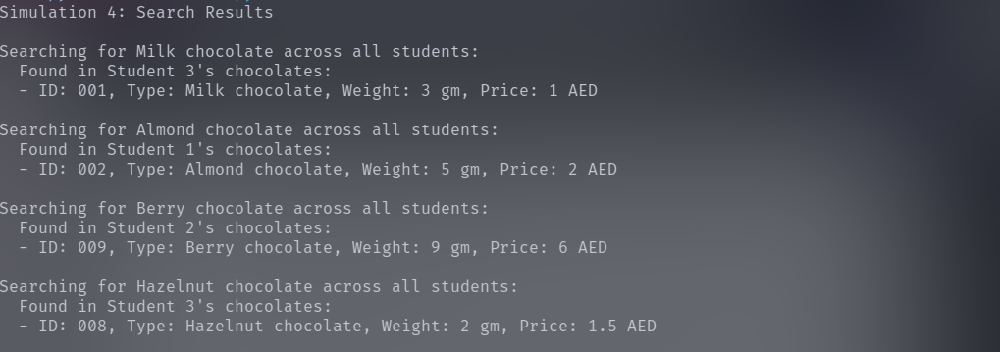 Simulation 4: Search Results
Searching for Milk chocolate across all students:
Found in Student 3's chocolates:
- ID: 001, Type: Milk chocolate, Weight: 3 gm, Price: 1 AED
Searching for Almond chocolate across all students:
Found in Student 1's chocolates:
- ID: 002, Type: Almond chocolate, Weight: 5 gm, Price: 2 AED
Searching for Berry chocolate across all students:
Found in Student 2's chocolates:
- ID: 009, Type: Berry chocolate, Weight: 9 gm, Price: 6 AED
Searching for Hazelnut chocolate across all students:
Found in Student 3's chocolates:
- ID: 008, Type: Hazelnut chocolate, Weight: 2 gm, Price: 1.5 AED